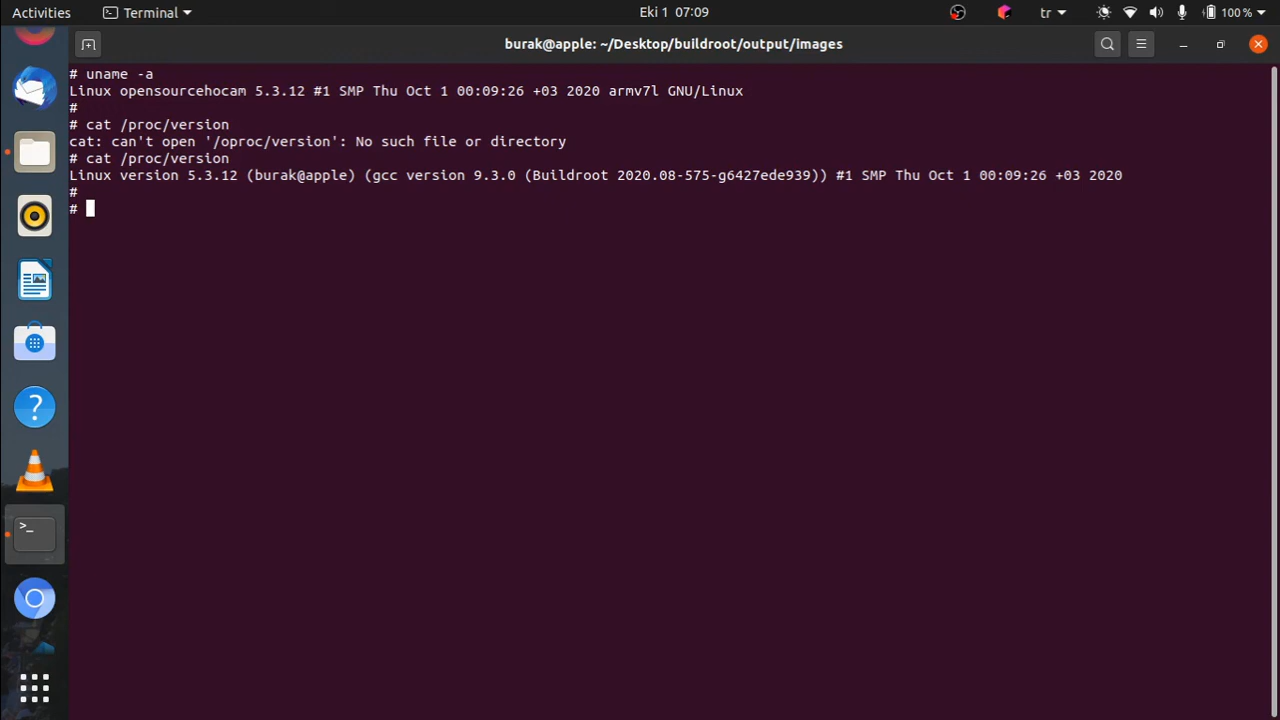 Activities
Terminal
Eki 1 07:09
tr
100 %
burak@apple: ~/Desktop/buildroot/output/images
# uname -a
Linux opensourcehocam 5.3.12 #1 SMP Thu Oct 1 00:09:26 +03 2020 armv7l GNU/Linux
#
# cat /proc/version
cat: can't open '/oproc/version': No such file or directory
# cat /proc/version
Linux version 5.3.12 (burak@apple) (gcc version 9.3.0 (Buildroot 2020.08-575-g6427ede939)) #1 SMP Thu Oct 1 00:09:26 +03 2020
#
#